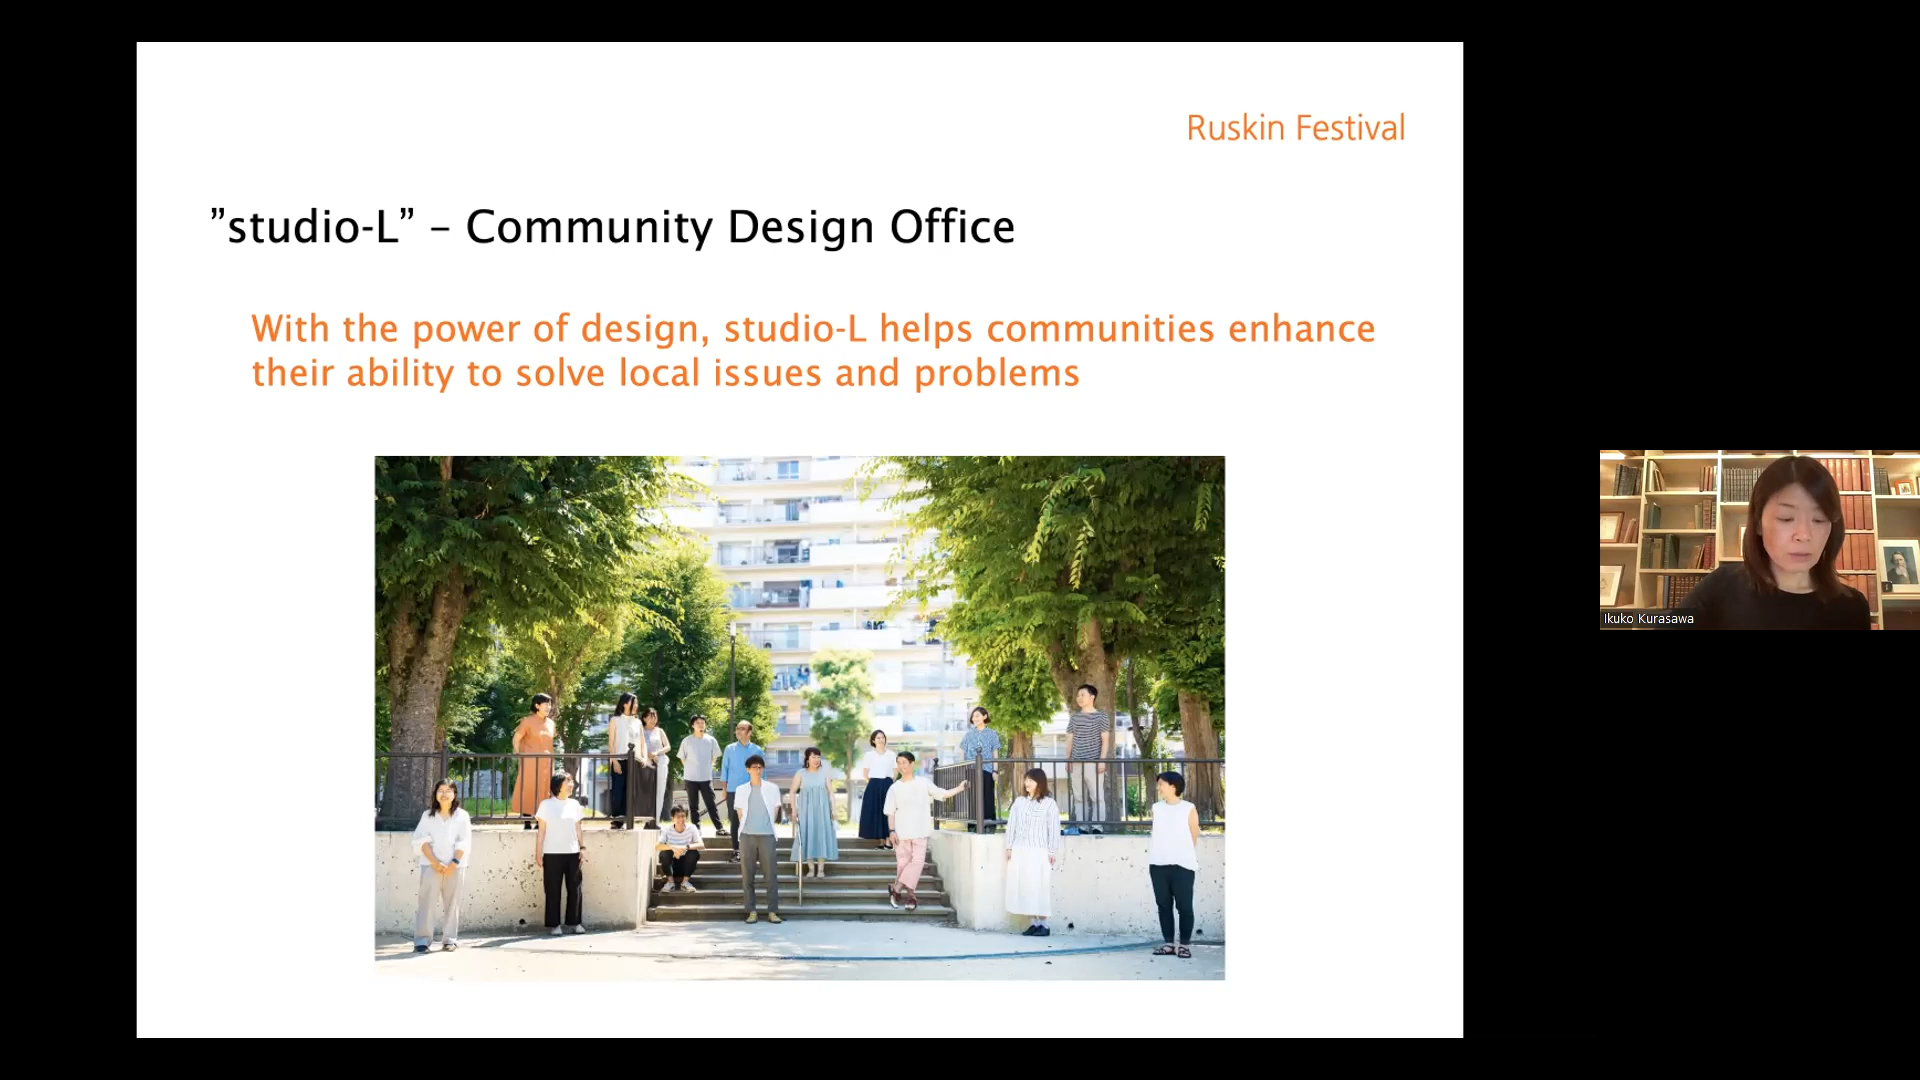 Ruskin Festival
”studio-L” – Community Design Office
With the power of design, studio-L helps communities enhance
their ability to solve local issues and problems
Ikuko Kurasawa